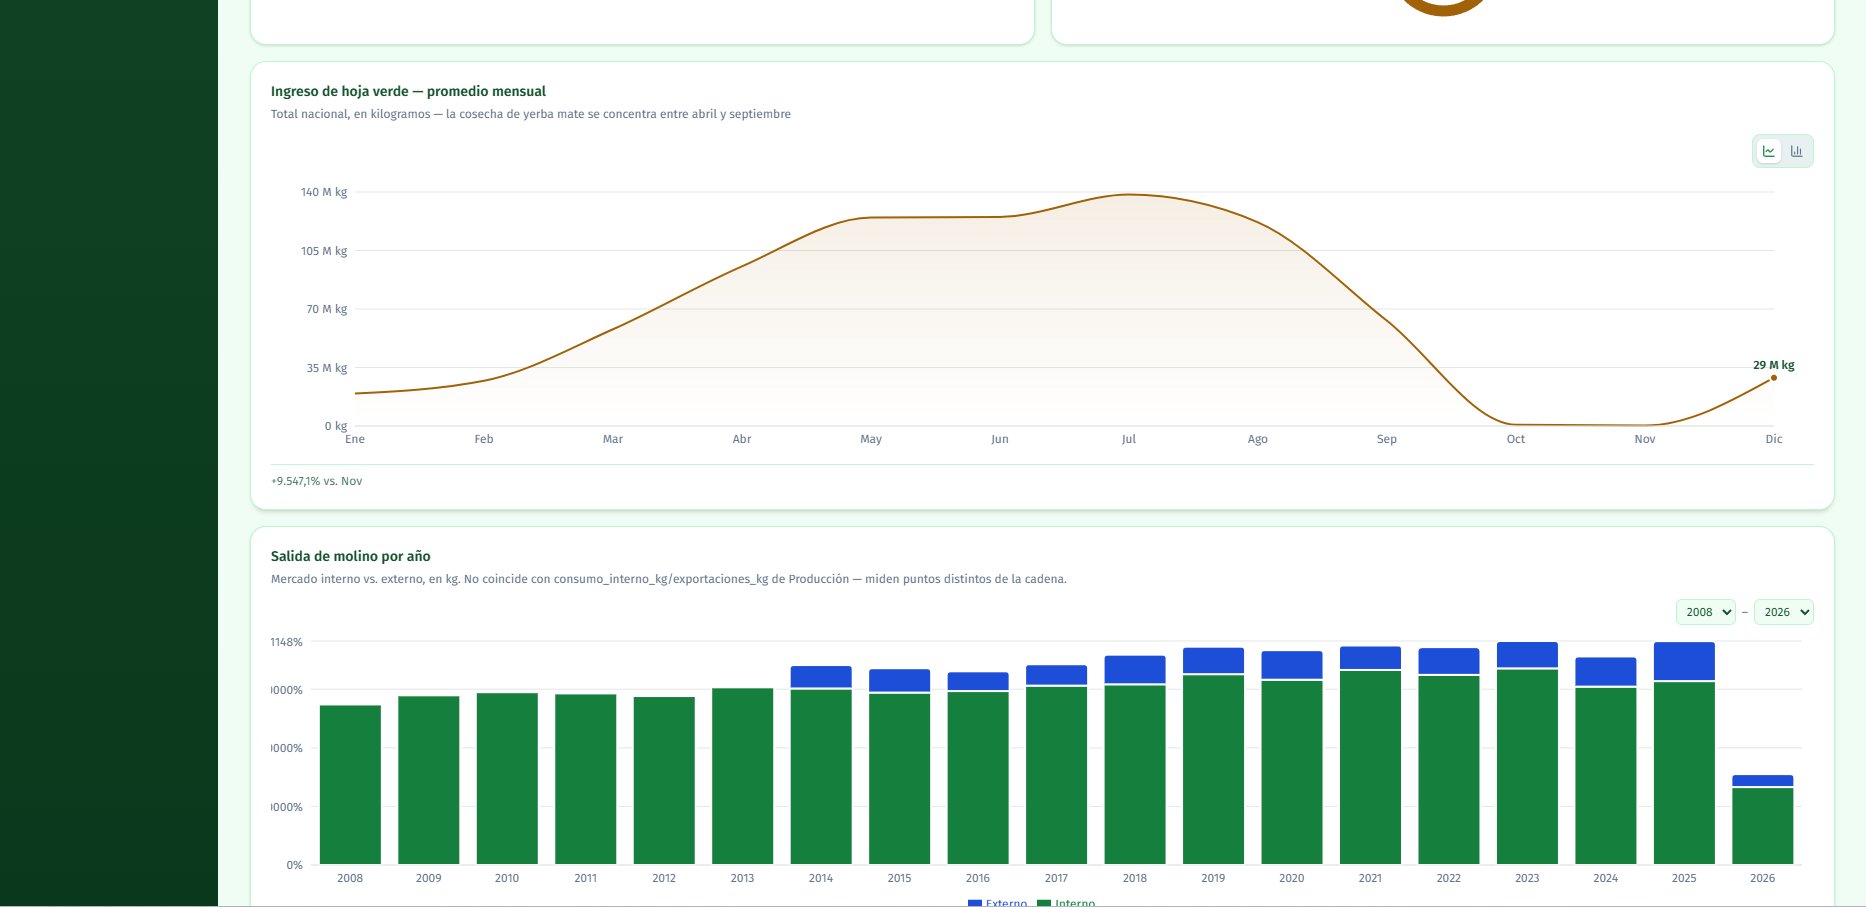 Ingreso de hoja verde — promedio mensual
Total nacional, en kilogramos — la cosecha de yerba mate se concentra entre abril y septiembre
140 M kg
105 M kg
70 M kg
35 M kg
0 kg
29 M kg
Ene Feb Mar Abr May Jun Jul Ago Sep Oct Nov Dic
+9.547,1% vs. Nov
Salida de molino por año
Mercado interno vs. externo, en kg. No coincide con consumo_interno_kg/exportaciones_kg de Producción — miden puntos distintos de la cadena.
2008 – 2026
1148%
0000%
0000%
0000%
0%
2008 2009 2010 2011 2012 2013 2014 2015 2016 2017 2018 2019 2020 2021 2022 2023 2024 2025 2026
Externo Interno